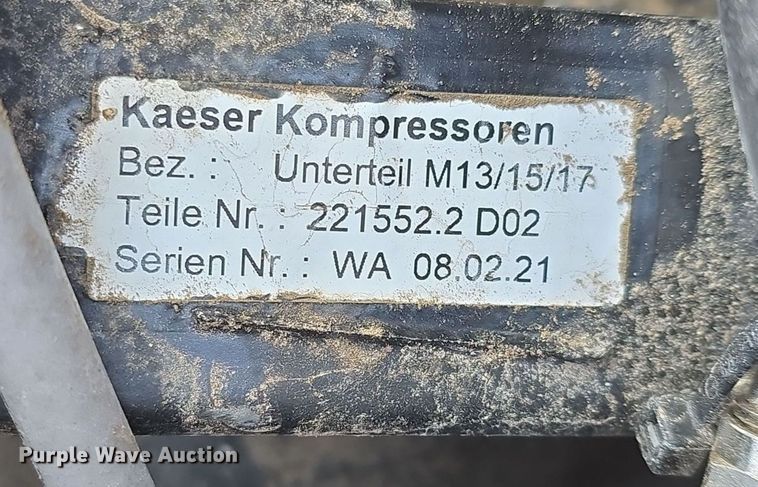 Kaeser Kompressoren
Bez. : Unterteil M13/15/17
Teile Nr. : 221552.2 D02
Serien Nr. : WA 08.02.21
Purple Wave Auction